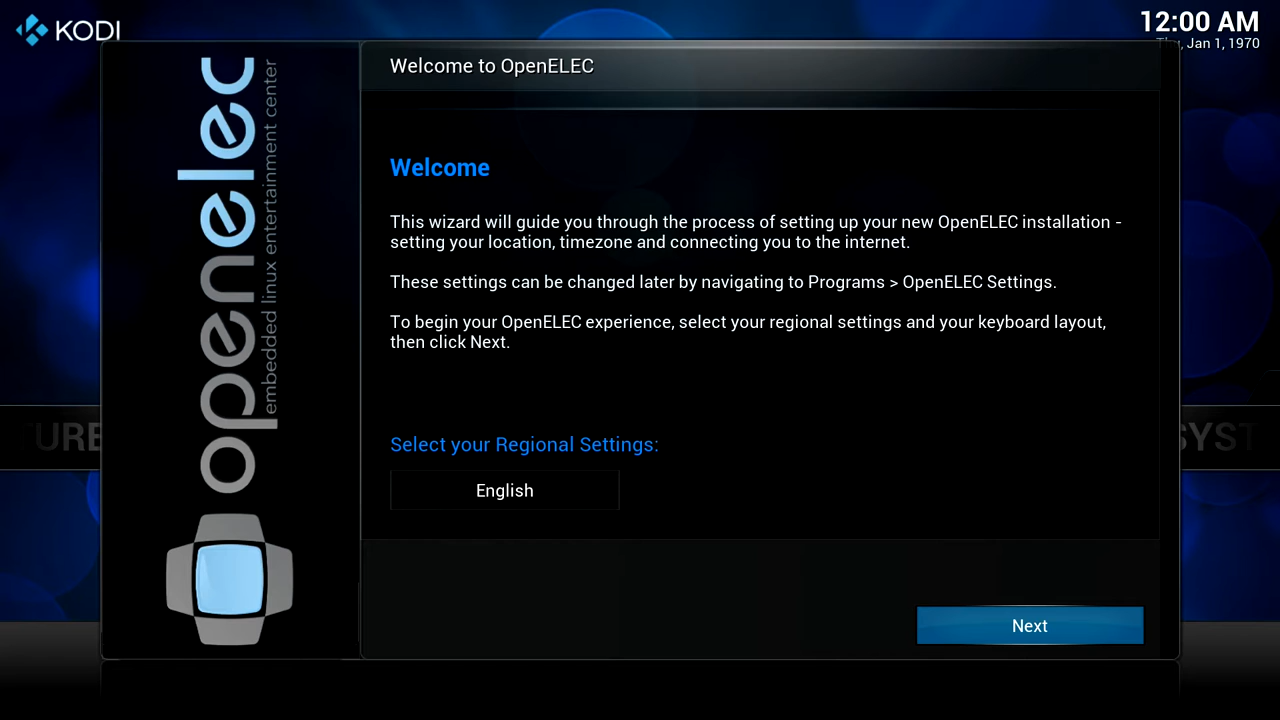 KODI
12:00 AM
Thu, Jan 1, 1970
Welcome to OpenELEC
openelec
embedded linux entertainment center
Welcome
This wizard will guide you through the process of setting up your new OpenELEC installation -
setting your location, timezone and connecting you to the internet.
These settings can be changed later by navigating to Programs > OpenELEC Settings.
To begin your OpenELEC experience, select your regional settings and your keyboard layout,
then click Next.
TURE
SYST
Select your Regional Settings:
English
Next